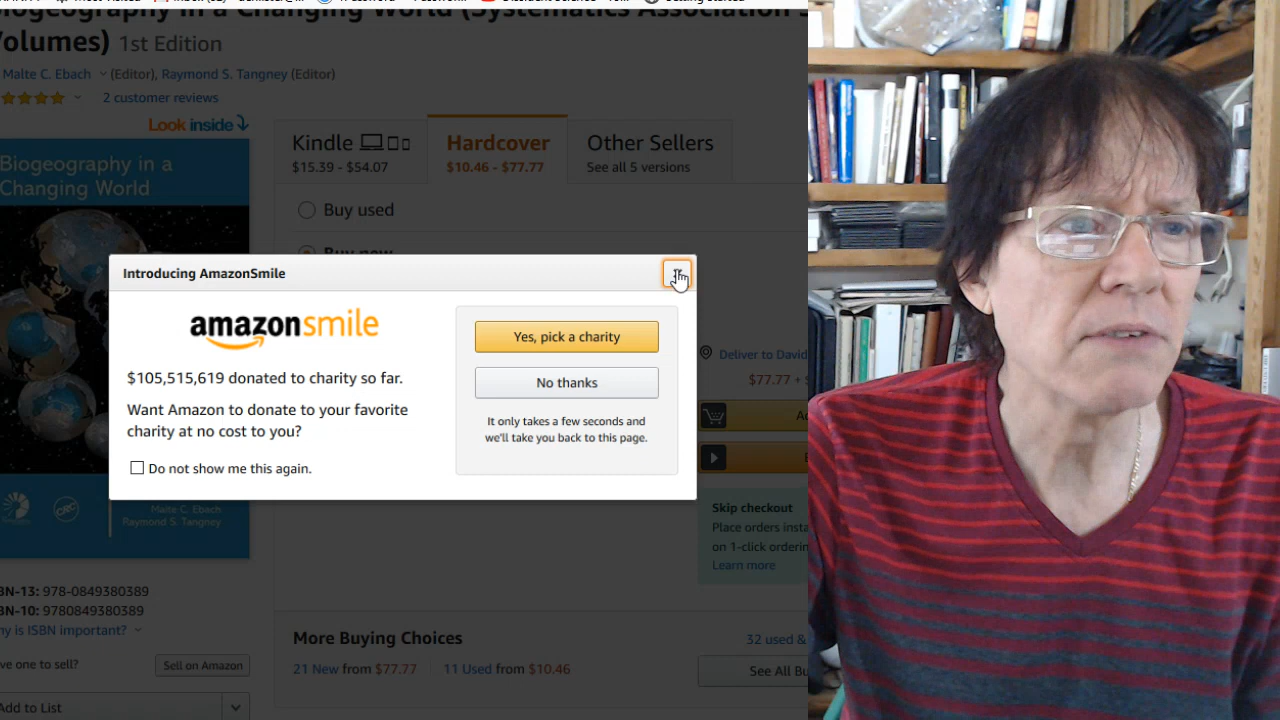 Biogeography in a Changing World (Systematics Association
Volumes) 1st Edition
Malte C. Ebach (Editor), Raymond S. Tangney (Editor)
2 customer reviews
Look inside
Biogeography in a
Changing World
Malte C. Ebach
Raymond S. Tangney
CRC
Kindle
$15.39 - $54.07
Hardcover
$10.46 - $77.77
Other Sellers
See all 5 versions
Buy used
Buy new
Introducing AmazonSmile
amazonsmile
$105,515,619 donated to charity so far.
Want Amazon to donate to your favorite
charity at no cost to you?
Do not show me this again.
Yes, pick a charity
No thanks
It only takes a few seconds and
we'll take you back to this page.
Deliver to David
$77.77 +
Skip checkout
Place orders insta
on 1-click ordering
Learn more
BN-13: 978-0849380389
BN-10: 9780849380389
hy is ISBN important?
ve one to sell?
Sell on Amazon
Add to List
More Buying Choices
21 New from $77.77
11 Used from $10.46
32 used &
See All Bu